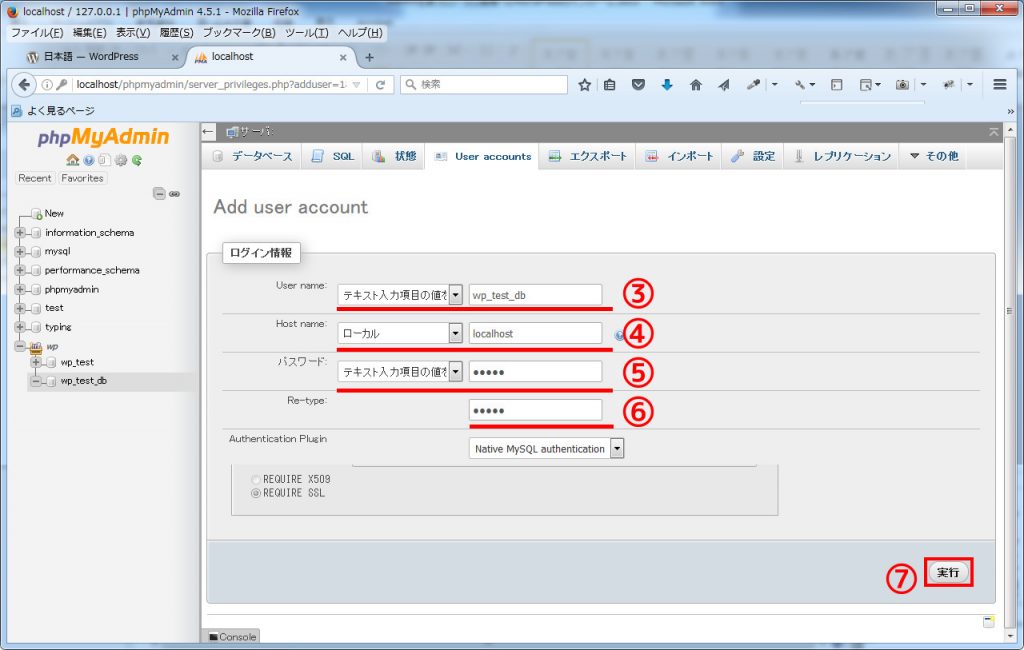 localhost / 127.0.0.1 | phpMyAdmin 4.5.1 - Mozilla Firefox
ファイル(F) 編集(E) 表示(V) 履歴(S) ブックマーク(B) ツール(T) ヘルプ(H)
日本語 — WordPress × localhost × +
localhost/phpmyadmin/server_privileges.php?adduser=1 検索
よく見るページ
phpMyAdmin
サーバ:
データベース SQL 状態 User accounts エクスポート インポート 設定 レプリケーション その他
Recent Favorites
Add user account
New
information_schema
mysql
performance_schema
phpmyadmin
test
typing
wp
wp_test
wp_test_db
ログイン情報
User name: テキスト入力項目の値を wp_test_db ③
Host name: ローカル localhost ④
パスワード: テキスト入力項目の値を ●●●●● ⑤
Re-type: ●●●●● ⑥
Authentication Plugin Native MySQL authentication
REQUIRE X509
REQUIRE SSL
⑦ 実行
Console